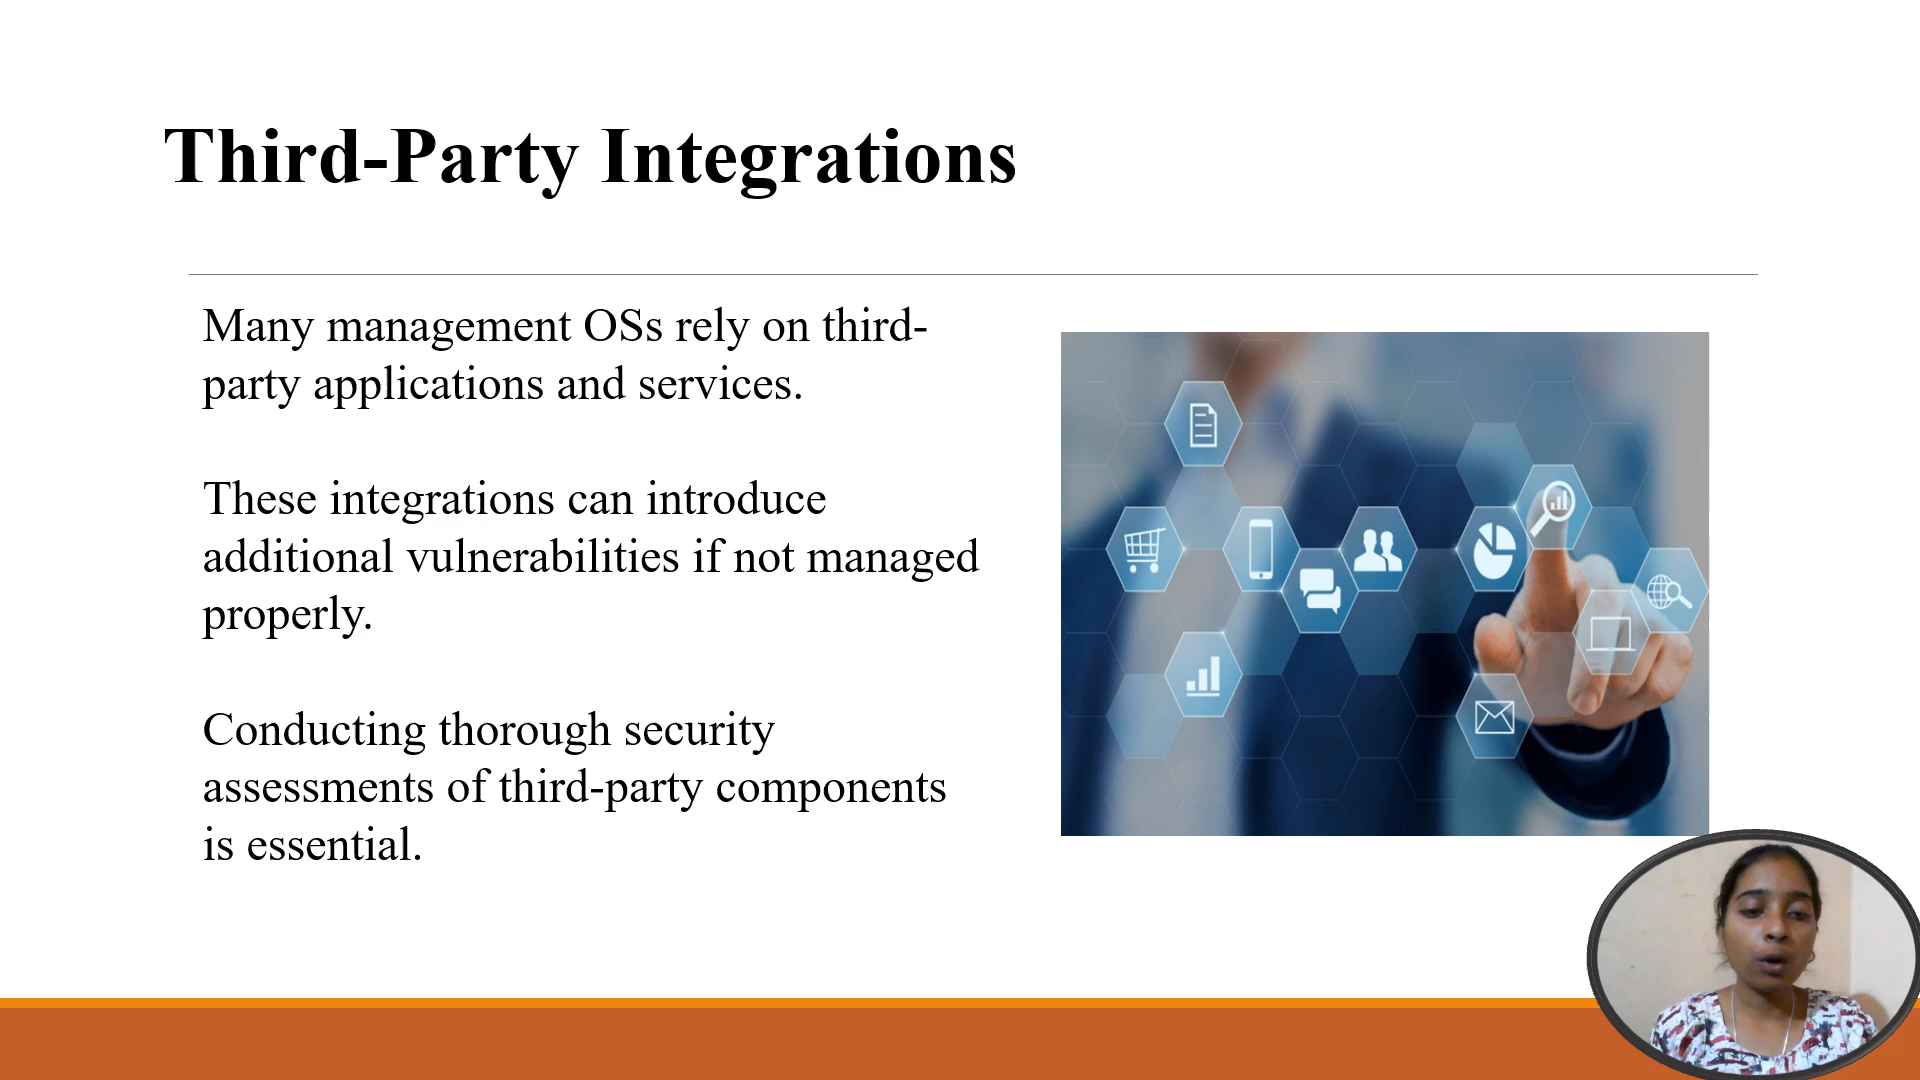 Third-Party Integrations
Many management OSs rely on third-
party applications and services.
These integrations can introduce
additional vulnerabilities if not managed
properly.
Conducting thorough security
assessments of third-party components
is essential.